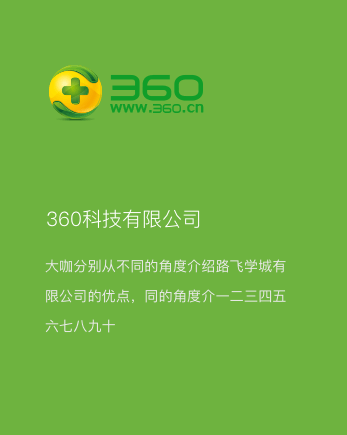 360
www.360.cn
360科技有限公司
大咖分别从不同的角度介绍路飞学城有
限公司的优点，同的角度介一二三四五
六七八九十